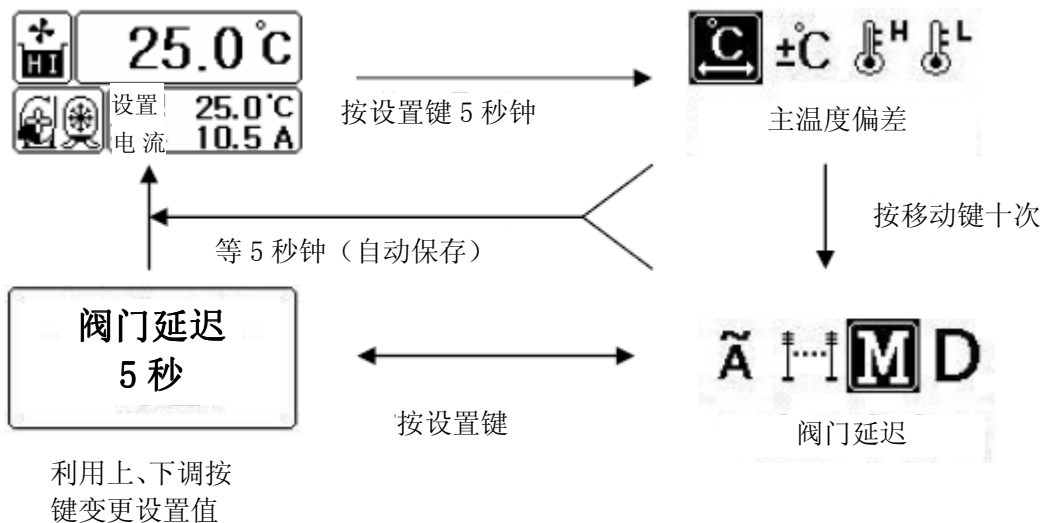 HI
25.0℃
设置 25.0℃
电流 10.5 A
按设置键 5 秒钟
℃ ±℃ H L
主温度偏差
按移动键十次
等 5 秒钟（自动保存）
阀门延迟
5 秒
按设置键
Ã M D
阀门延迟
利用上、下调按
键变更设置值